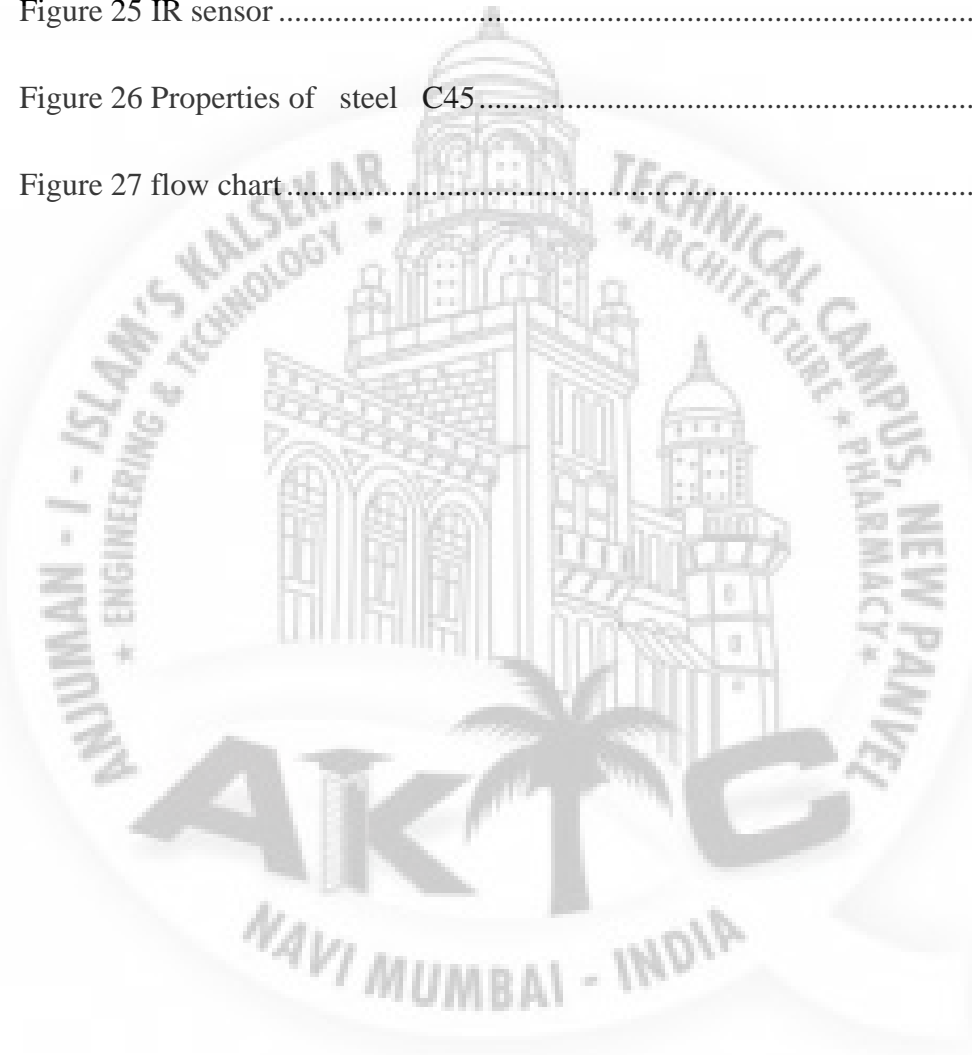 Figure 25 IR sensor ........................................................................................
Figure 26 Properties of steel C45 ..............................................................
Figure 27 flow chart .......................................................................................
ANJUMAN - I - ISLAM'S KALSEKAR TECHNICAL CAMPUS, NEW PANVEL
* ENGINEERING & TECHNOLOGY * *ARCHITECTURE * PHARMACY*
AKTC
NAVI MUMBAI - INDIA